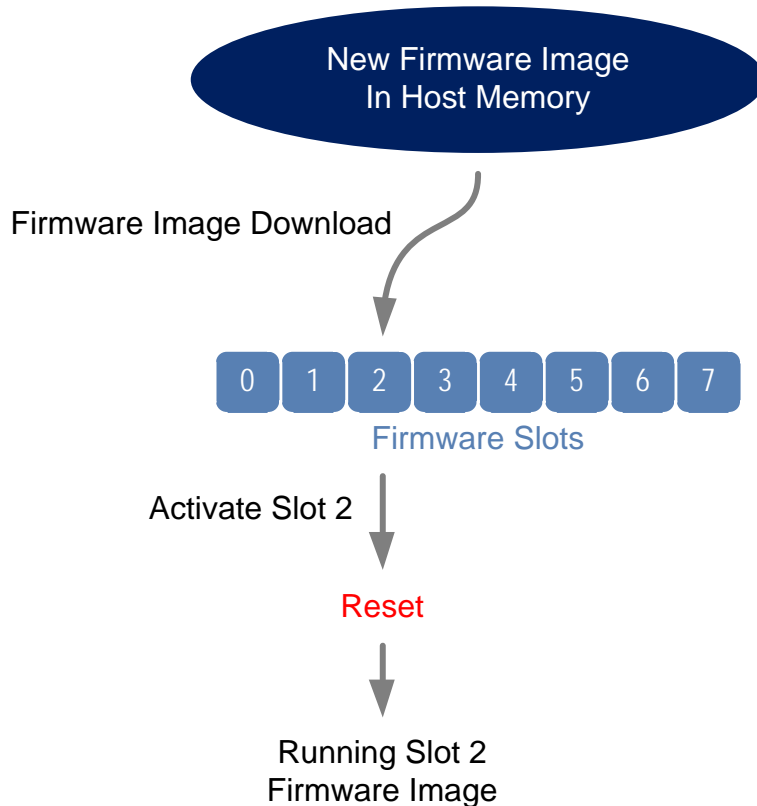 New Firmware Image
In Host Memory
Firmware Image Download
0 1 2 3 4 5 6 7
Firmware Slots
Activate Slot 2
Reset
Running Slot 2
Firmware Image